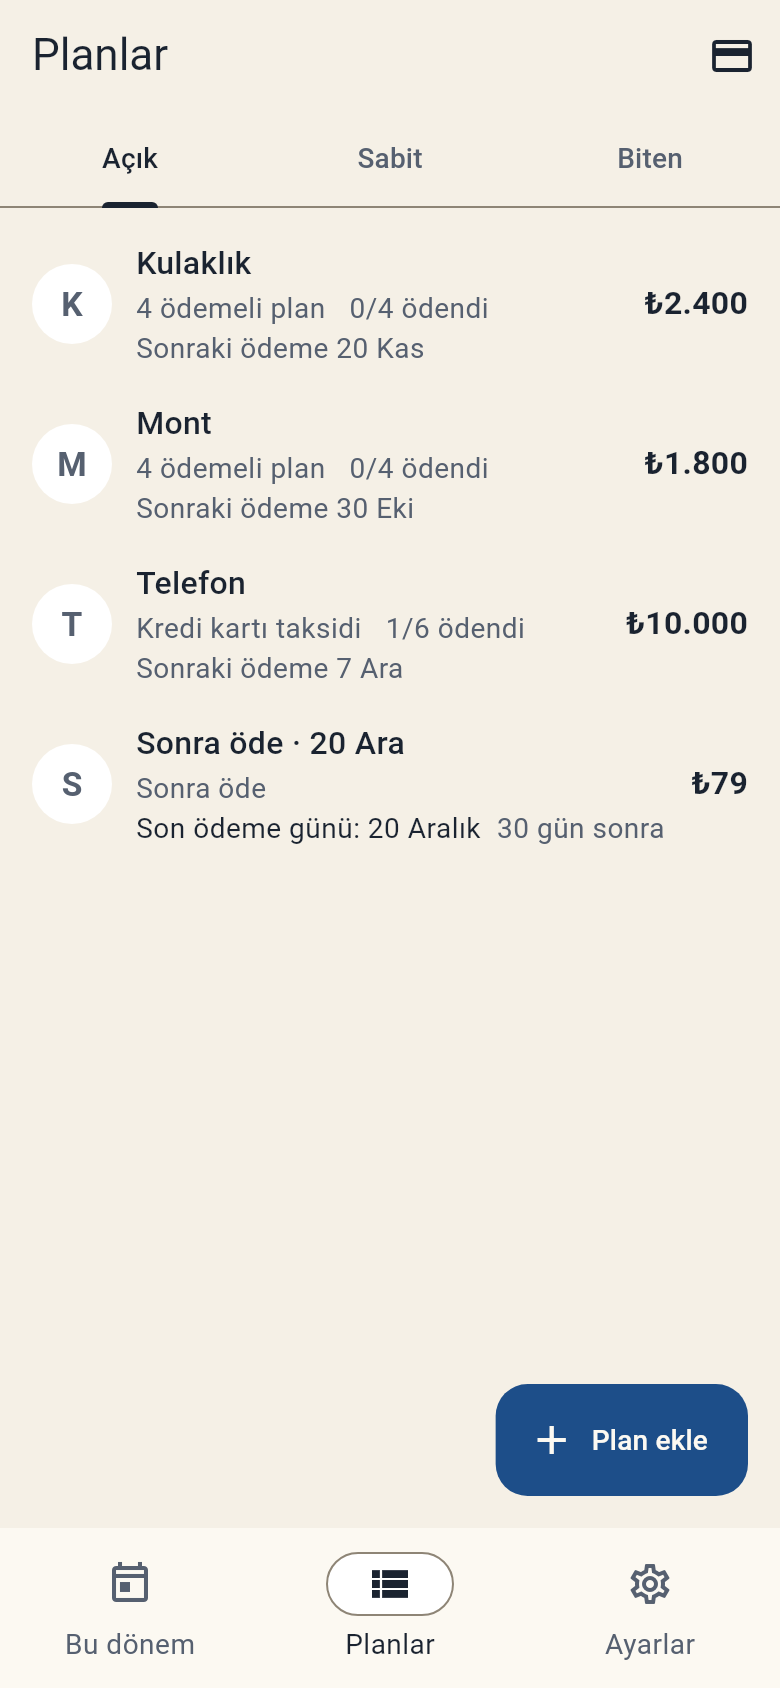 Planlar
Açık Sabit Biten
K
Kulaklık
4 ödemeli plan 0/4 ödendi
Sonraki ödeme 20 Kas
₺2.400
M
Mont
4 ödemeli plan 0/4 ödendi
Sonraki ödeme 30 Eki
₺1.800
T
Telefon
Kredi kartı taksidi 1/6 ödendi
Sonraki ödeme 7 Ara
₺10.000
S
Sonra öde · 20 Ara
Sonra öde
Son ödeme günü: 20 Aralık 30 gün sonra
₺79
Plan ekle
Bu dönem Planlar Ayarlar